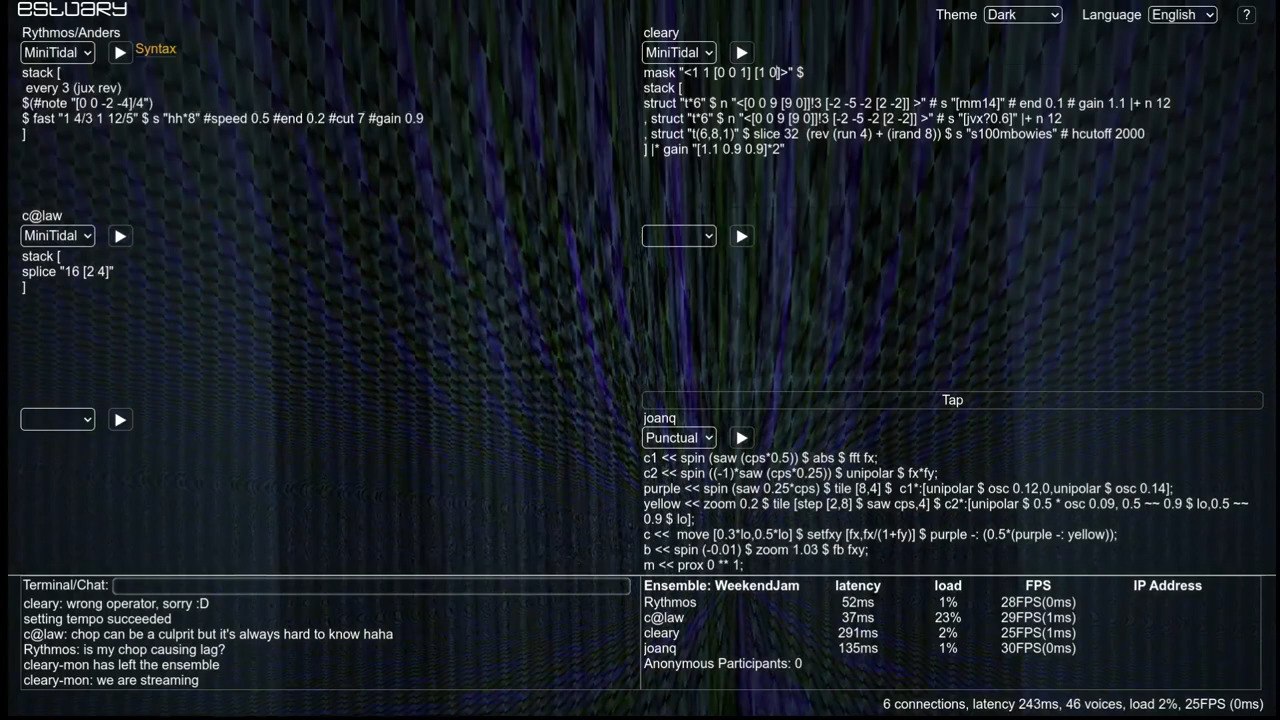 estuary
Theme Dark Language English ?
Rythmos/Anders
MiniTidal Syntax
stack [
every 3 (jux rev)
$(#note "[0 0 -2 -4]/4")
$ fast "1 4/3 1 12/5" $ s "hh*8" #speed 0.5 #end 0.2 #cut 7 #gain 0.9
]
cleary
MiniTidal
mask "<1 1 [0 0 1] [1 0]>" $
stack [
struct "t*6" $ n "<[0 0 9 [9 0]]!3 [-2 -5 -2 [2 -2]] >" # s "[mm14]" # end 0.1 # gain 1.1 |+ n 12
, struct "t*6" $ n "<[0 0 9 [9 0]]!3 [-2 -5 -2 [2 -2]] >" # s "[jvx?0.6]" |+ n 12
, struct "t(6,8,1)" $ slice 32  (rev (run 4) + (irand 8)) $ s "s100mbowies" # hcutoff 2000
] |* gain "[1.1 0.9 0.9]*2"
c@law
MiniTidal
stack [
splice "16 [2 4]"
]
Tap
joanq
Punctual
c1 << spin (saw (cps*0.5)) $ abs $ fft fx;
c2 << spin ((-1)*saw (cps*0.25)) $ unipolar $ fx*fy;
purple << spin (saw 0.25*cps) $ tile [8,4] $  c1*:[unipolar $ osc 0.12,0,unipolar $ osc 0.14];
yellow << zoom 0.2 $ tile [step [2,8] $ saw cps,4] $ c2*:[unipolar $ 0.5 * osc 0.09, 0.5 ~~ 0.9 $ lo,0.5 ~~
0.9 $ lo];
c <<  move [0.3*lo,0.5*lo] $ setfxy [fx,fx/(1+fy)] $ purple -: (0.5*(purple -: yellow));
b << spin (-0.01) $ zoom 1.03 $ fb fxy;
m << prox 0 ** 1;
Terminal/Chat:
cleary: wrong operator, sorry :D
setting tempo succeeded
c@law: chop can be a culprit but it's always hard to know haha
Rythmos: is my chop causing lag?
cleary-mon has left the ensemble
cleary-mon: we are streaming
Ensemble: WeekendJam latency load FPS IP Address
Rythmos 52ms 1% 28FPS(0ms)
c@law 37ms 23% 29FPS(1ms)
cleary 291ms 2% 25FPS(1ms)
joanq 135ms 1% 30FPS(0ms)
Anonymous Participants: 0
6 connections, latency 243ms, 46 voices, load 2%, 25FPS (0ms)